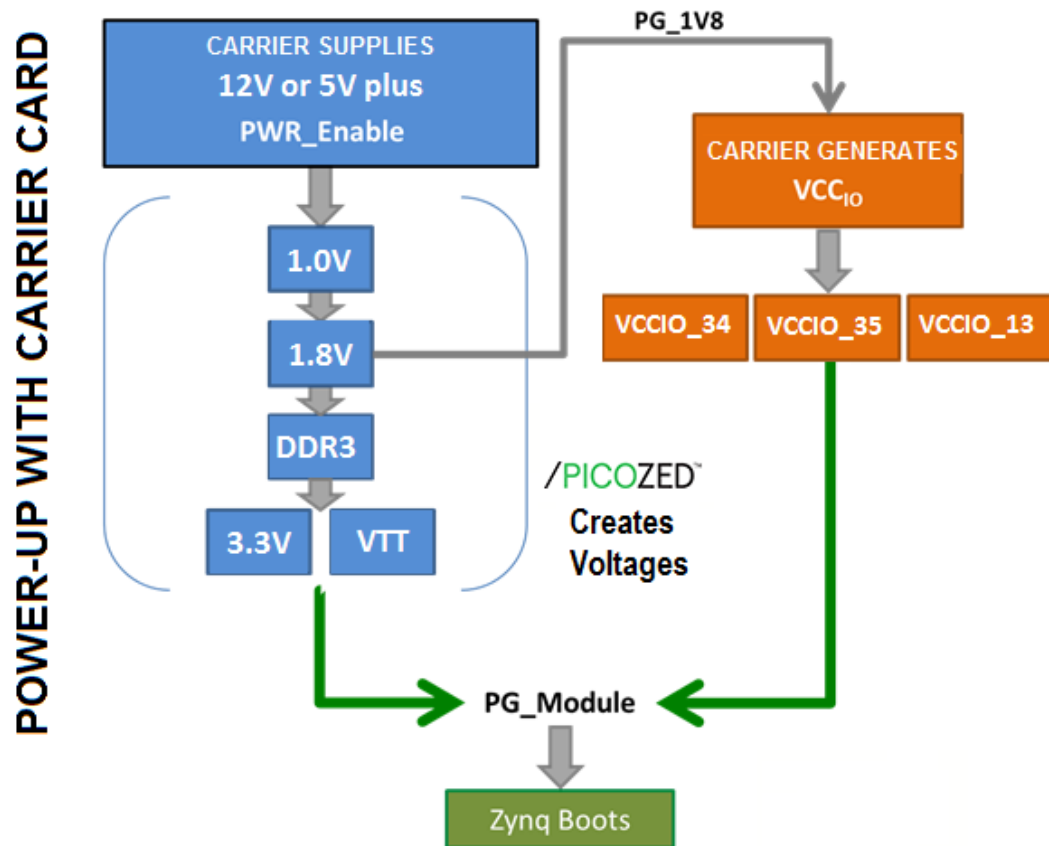 POWER-UP WITH CARRIER CARD
CARRIER SUPPLIES
12V or 5V plus
PWR_Enable
PG_1V8
CARRIER GENERATES
VCCIO
1.0V
1.8V
VCCIO_34
VCCIO_35
VCCIO_13
DDR3
3.3V
VTT
/PICOZED™
Creates
Voltages
PG_Module
Zynq Boots